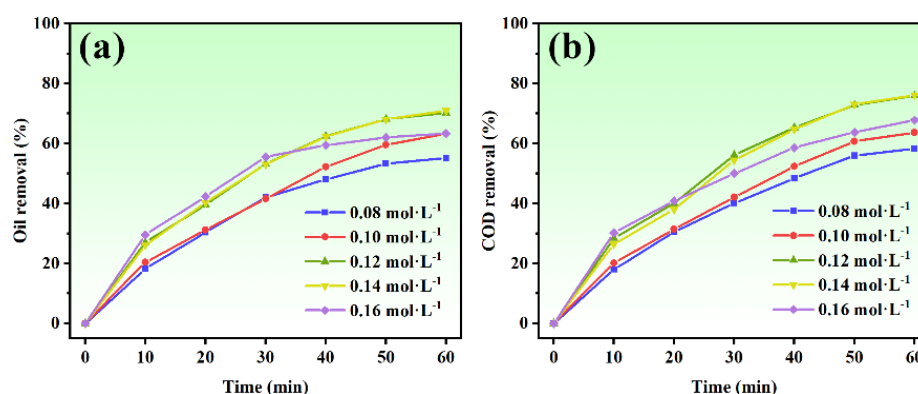 (a)
100
80
60
40
20
0
Oil removal (%)
0.08 mol·L⁻¹
0.10 mol·L⁻¹
0.12 mol·L⁻¹
0.14 mol·L⁻¹
0.16 mol·L⁻¹
0 10 20 30 40 50 60
Time (min)
(b)
100
80
60
40
20
0
COD removal (%)
0.08 mol·L⁻¹
0.10 mol·L⁻¹
0.12 mol·L⁻¹
0.14 mol·L⁻¹
0.16 mol·L⁻¹
0 10 20 30 40 50 60
Time (min)